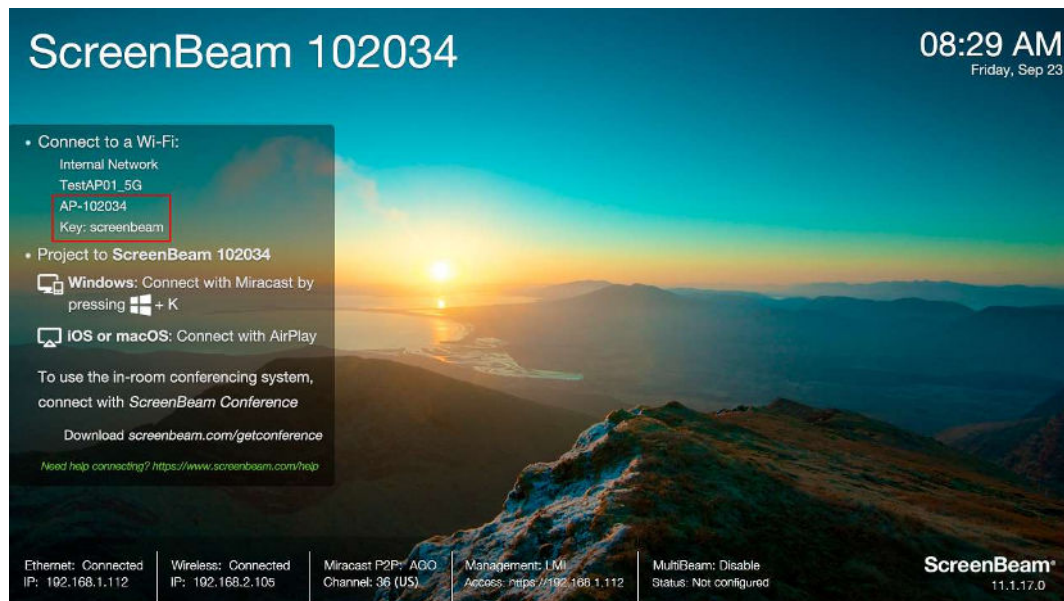 ScreenBeam 102034
08:29 AM
Friday, Sep 23
• Connect to a Wi-Fi:
Internal Network
TestAP01_5G
AP-102034
Key: screenbeam
• Project to ScreenBeam 102034
Windows: Connect with Miracast by
pressing + K
iOS or macOS: Connect with AirPlay
To use the in-room conferencing system,
connect with ScreenBeam Conference
Download screenbeam.com/getconference
Need help connecting? https://www.screenbeam.com/help
Ethernet: Connected
IP: 192.168.1.112
Wireless: Connected
IP: 192.168.2.105
Miracast P2P: AGO
Channel: 36 (US)
Management: LMI
Access: https://192.168.1.112
MultiBeam: Disable
Status: Not configured
ScreenBeam®
11.1.17.0